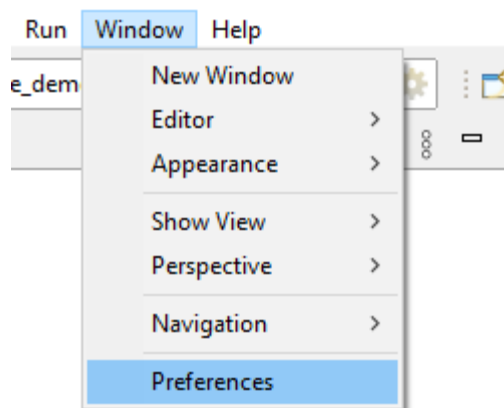 Run Window Help
e_dem
New Window
Editor
Appearance
Show View
Perspective
Navigation
Preferences